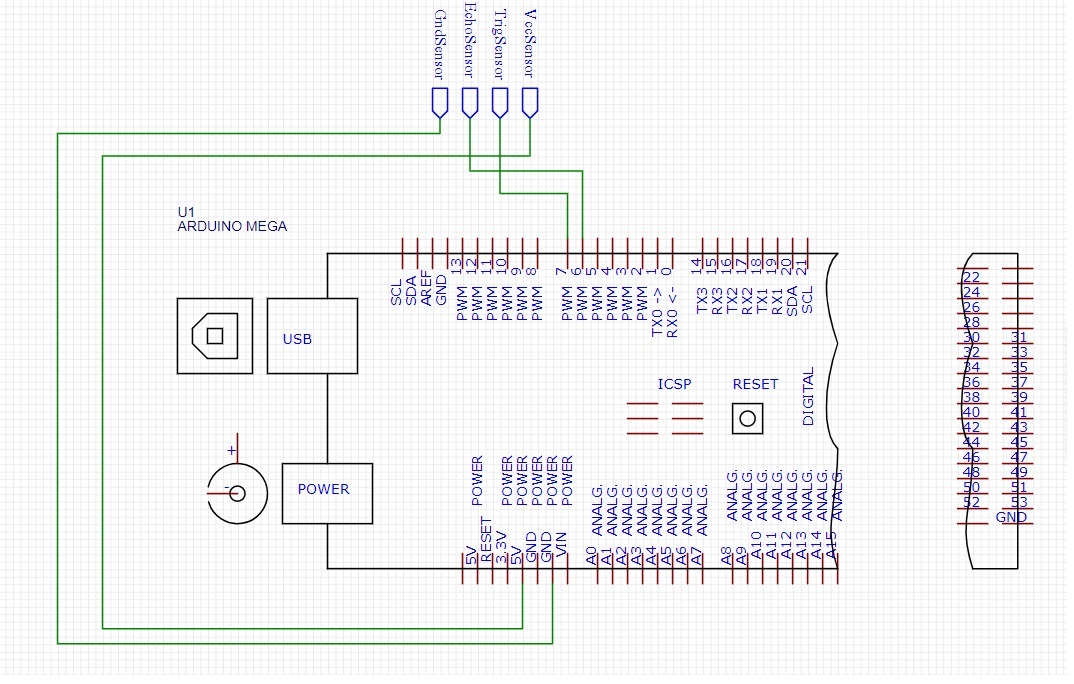 GndSensor
EchoSensor
TrigSensor
VccSensor
U1
ARDUINO MEGA
SCL
SDA
AREF
GND
13 PWM
12 PWM
11 PWM
10 PWM
9 PWM
8 PWM
7 PWM
6 PWM
5 PWM
4 PWM
3 PWM
2 PWM
1 TX0 ->
0 RX0 <-
14 TX3
15 RX3
16 TX2
17 RX2
18 TX1
19 RX1
20 SDA
21 SCL
USB
ICSP
RESET
DIGITAL
+
-
POWER
5V POWER
RESET
3.3V POWER
5V POWER
GND POWER
GND POWER
VIN POWER
A0 ANALG.
A1 ANALG.
A2 ANALG.
A3 ANALG.
A4 ANALG.
A5 ANALG.
A6 ANALG.
A7 ANALG.
A8 ANALG.
A9 ANALG.
A10 ANALG.
A11 ANALG.
A12 ANALG.
A13 ANALG.
A14 ANALG.
A15 ANALG.
22
24
26
28
30 31
32 33
34 35
36 37
38 39
40 41
42 43
44 45
46 47
48 49
50 51
52 53
GND